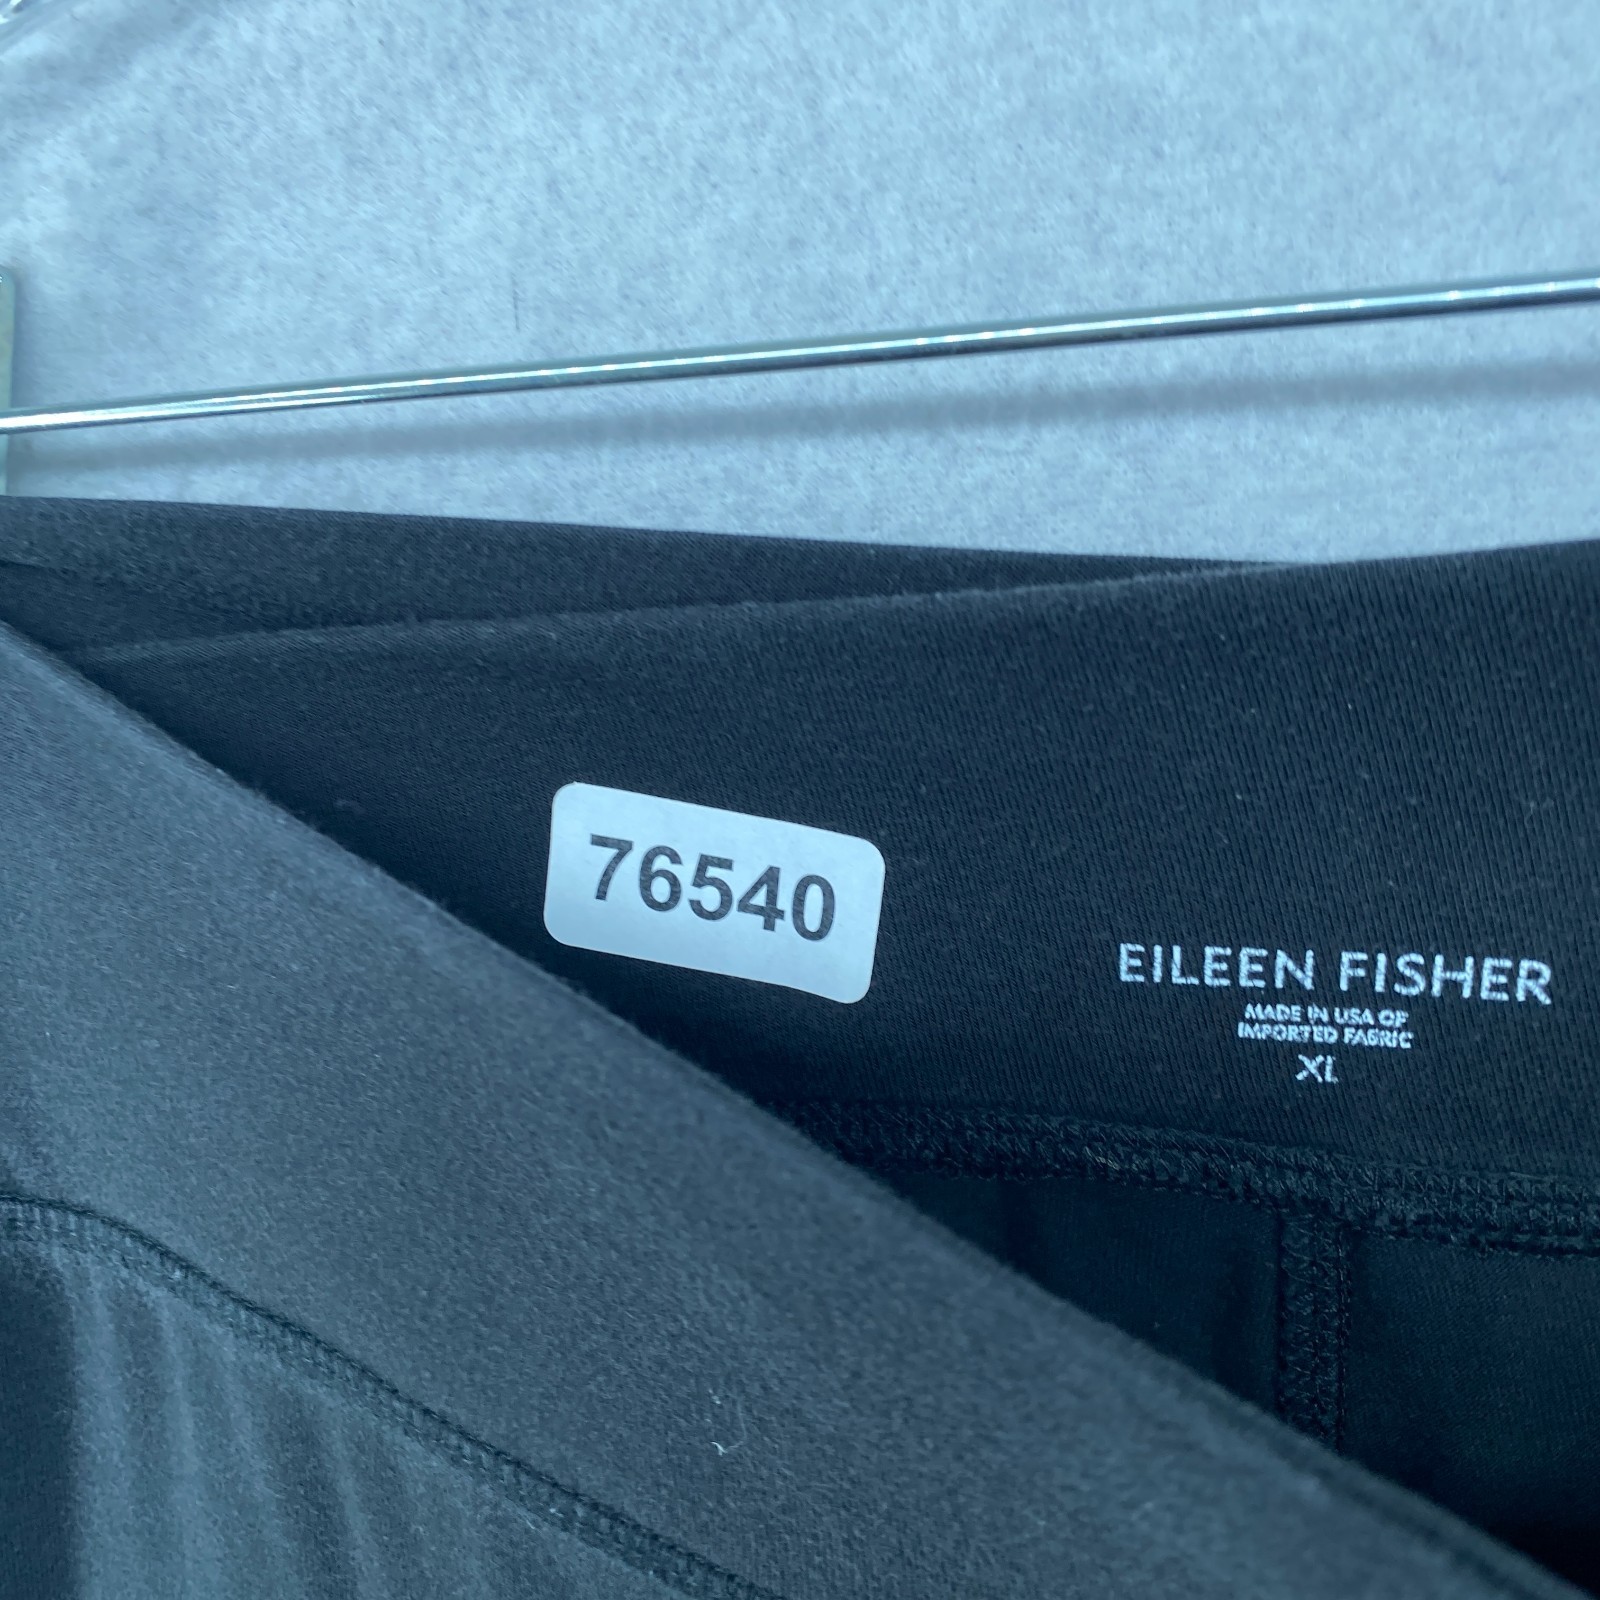 76540
EILEEN FISHER
MADE IN USA OF
IMPORTED FABRIC
XL